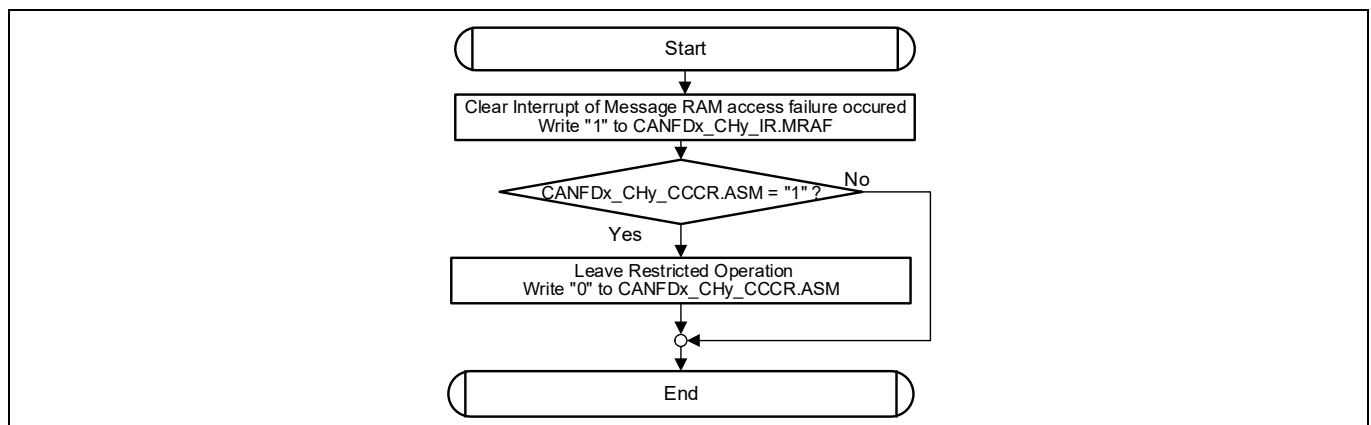 Start
Clear Interrupt of Message RAM access failure occured
Write "1" to CANFDx_CHy_IR.MRAF
CANFDx_CHy_CCCR.ASM = "1" ?
No
Yes
Leave Restricted Operation
Write "0" to CANFDx_CHy_CCCR.ASM
End